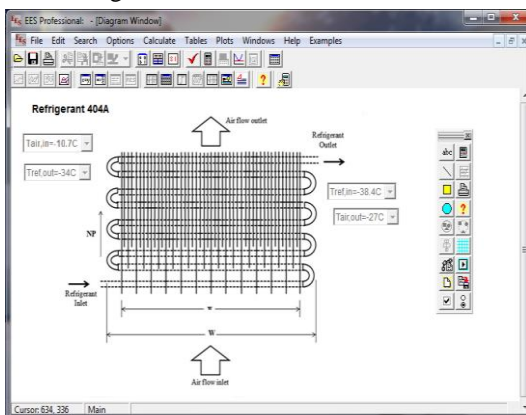 EES Professional: - [Diagram Window]
File Edit Search Options Calculate Tables Plots Windows Help Examples
Refrigerant 404A
Air flow outlet
Refrigerant
Outlet
Tair,in=-10.7C
Tref,out=-34C
Tref,in=-38.4C
Tair,out=-27C
NP
Refrigerant
Inlet
w
W
Air flow inlet
abc
Cursor: 634, 336 Main